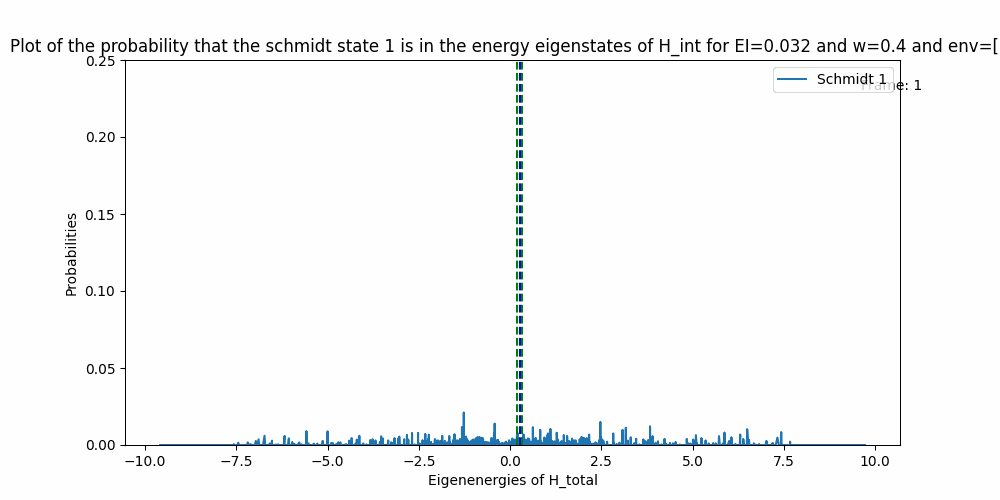 Plot of the probability that the schmidt state 1 is in the energy eigenstates of H_int for EI=0.032 and w=0.4 and env=[
0.25
Schmidt 1
Frame: 1
0.20
0.15
Probabilities
0.10
0.05
0.00
−10.0 −7.5 −5.0 −2.5 0.0 2.5 5.0 7.5 10.0
Eigenenergies of H_total